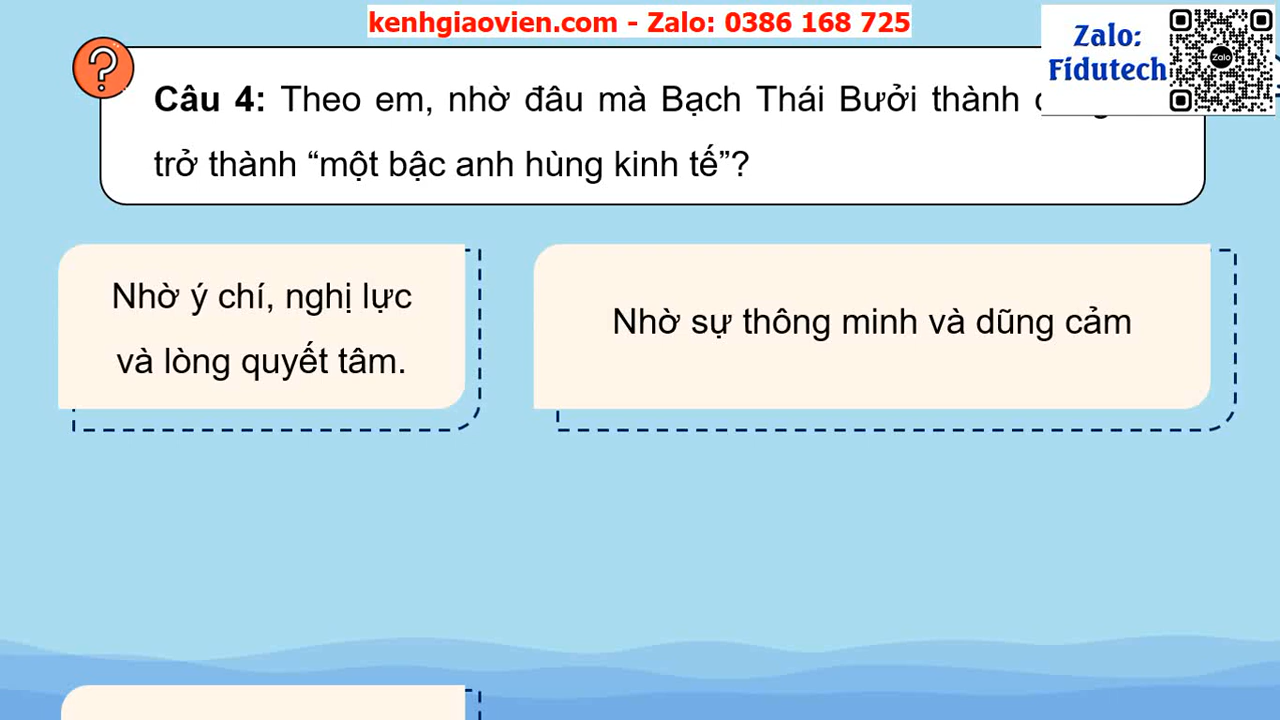 kenhgiaovien.com - Zalo: 0386 168 725
Zalo:
Fidutech
Zalo
Câu 4: Theo em, nhờ đâu mà Bạch Thái Bưởi thành
trở thành “một bậc anh hùng kinh tế”?
Nhờ ý chí, nghị lực
và lòng quyết tâm.
Nhờ sự thông minh và dũng cảm